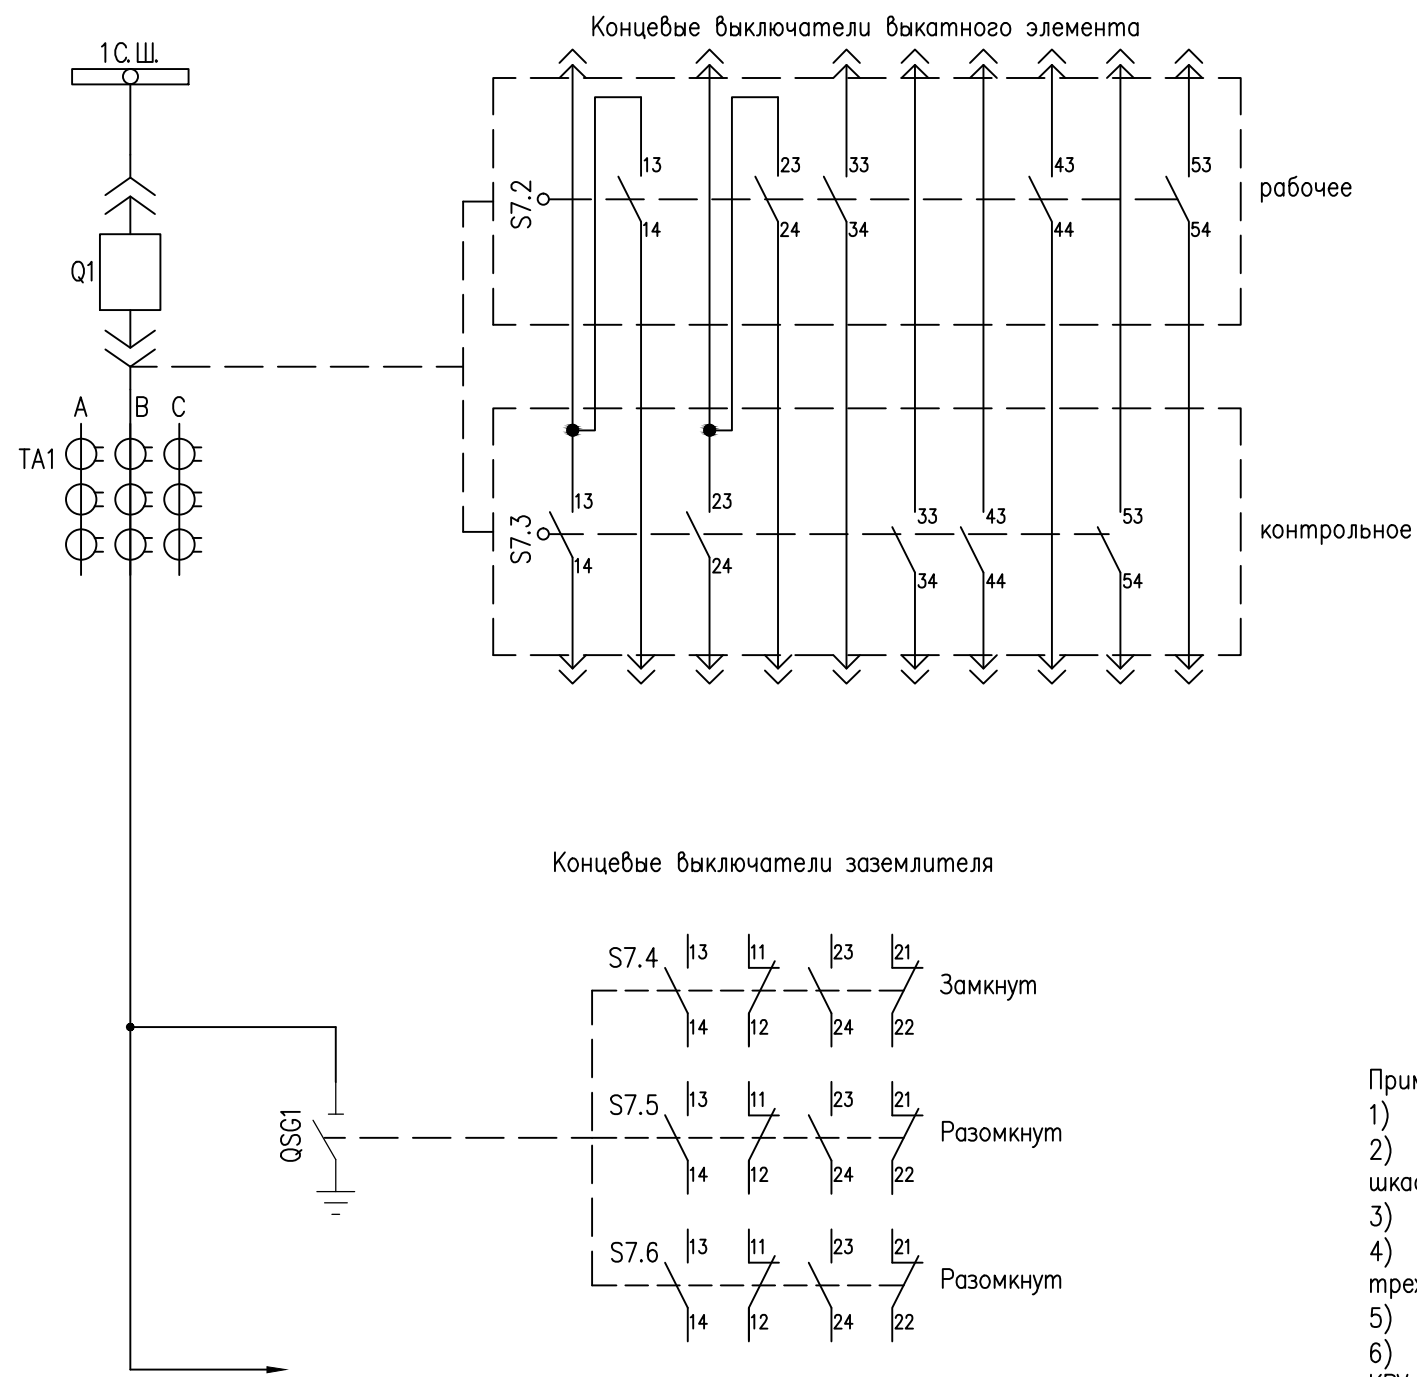 Концевые выключатели выкатного элемента
1 С.Ш.
13 23 33 43 53
S7.2
рабочее
14 24 34 44 54
Q1
A B C
TA1
13 23 33 43 53
S7.3
контрольное
14 24 34 44 54
Концевые выключатели заземлителя
S7.4 13 11 23 21
Замкнут
14 12 24 22
S7.5 13 11 23 21
QSG1
Разомкнут
14 12 24 22
S7.6 13 11 23 21
Разомкнут
14 12 24 22
1)
2)
3)
4)
5)
6)